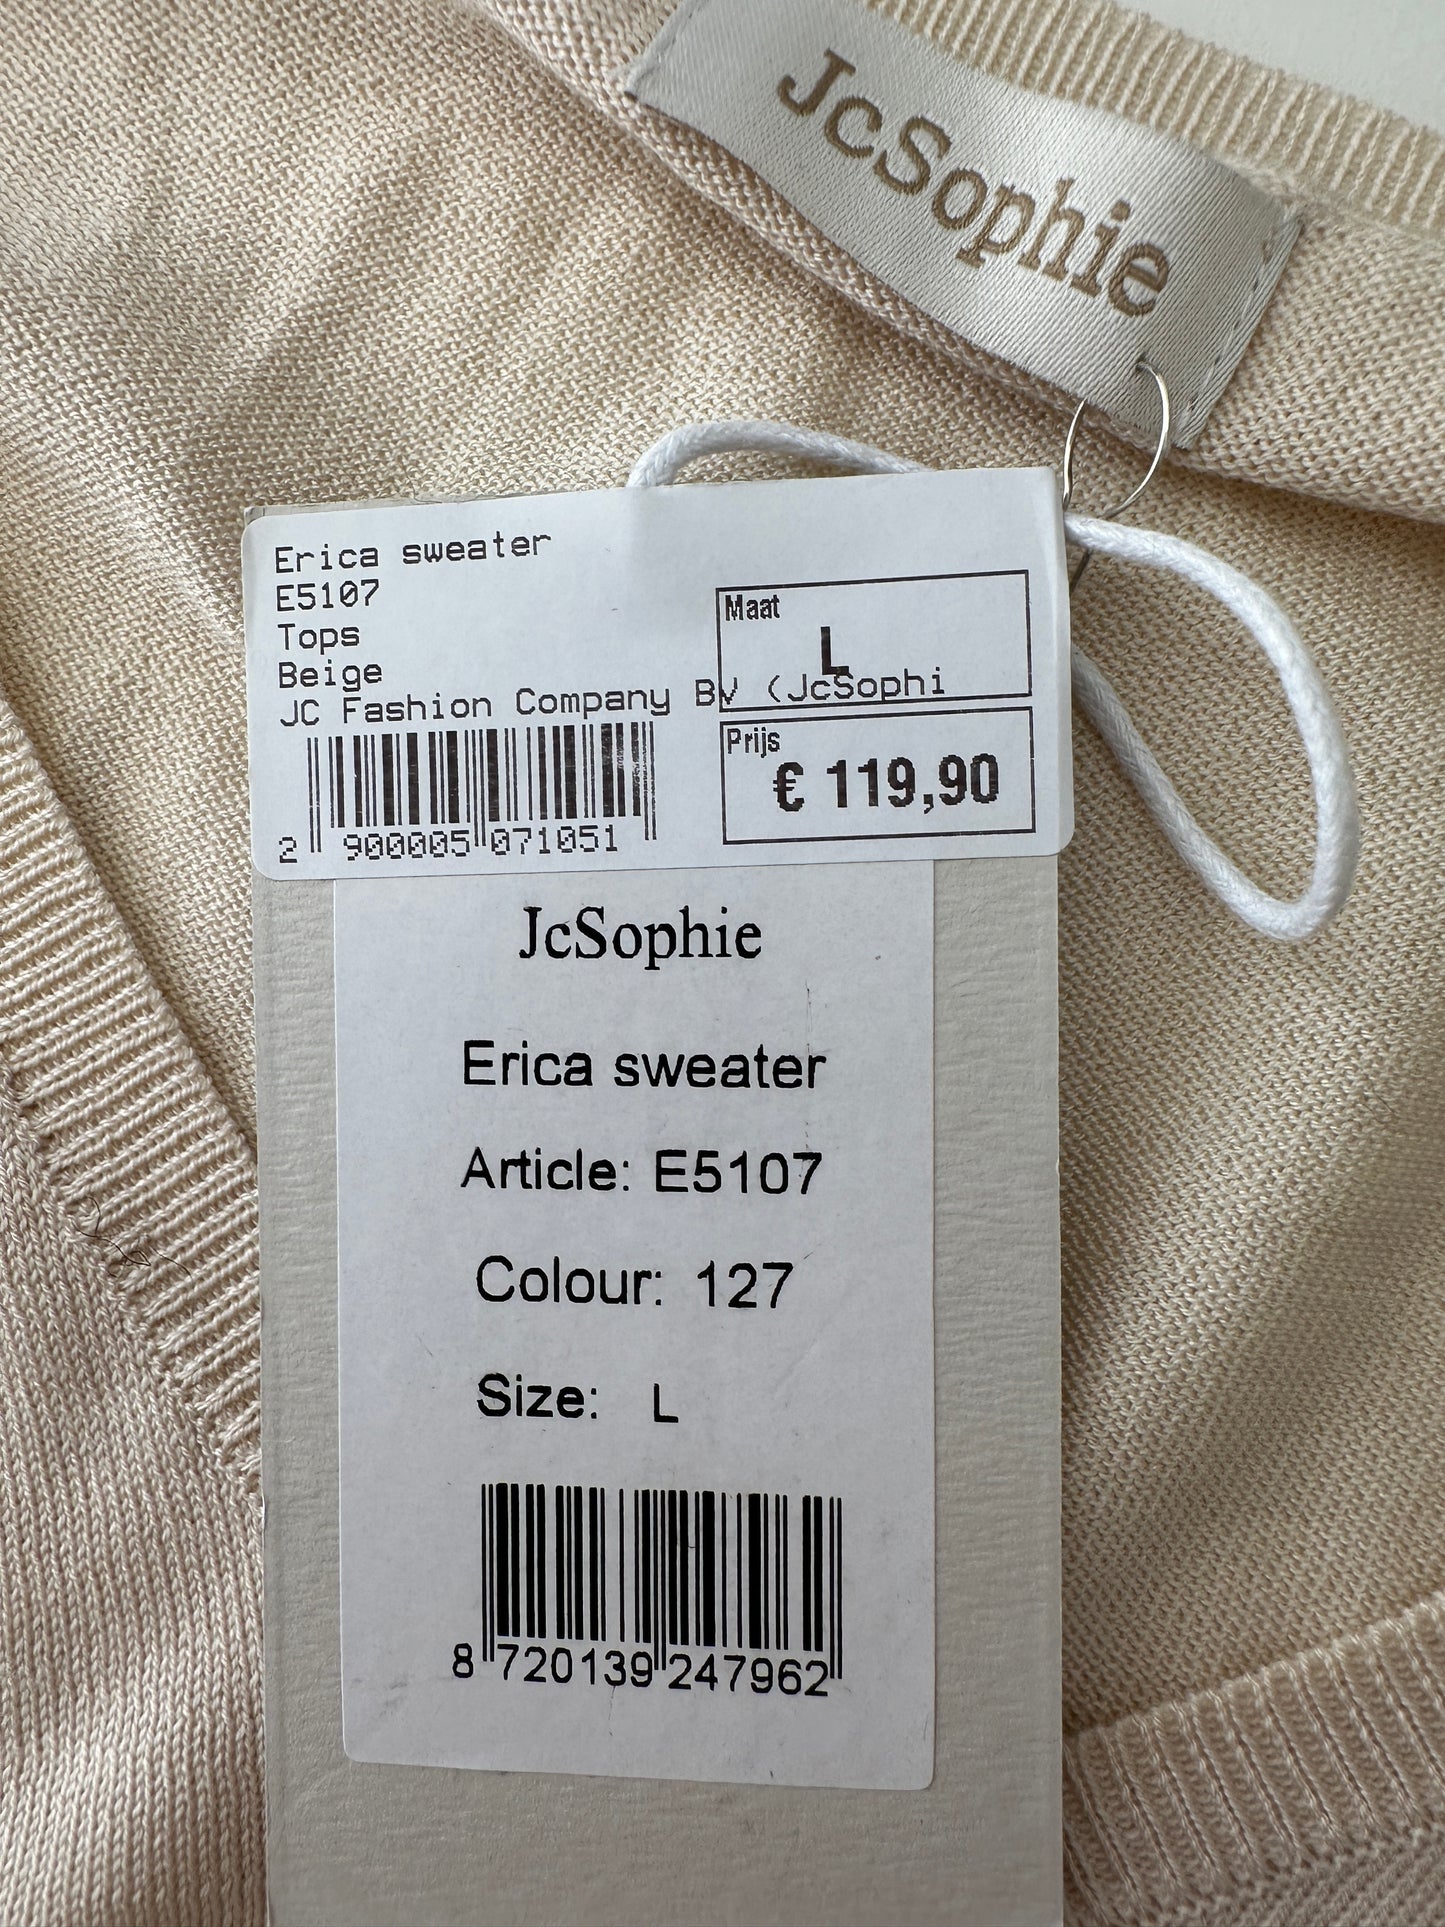 JcSophie
Erica sweater
E5107
Tops
Beige
JC Fashion Company BV (JcSophi
Maat
L
Prijs
€ 119,90
2 900005 071051
JcSophie
Erica sweater
Article: E5107
Colour: 127
Size: L
8 720139 247962